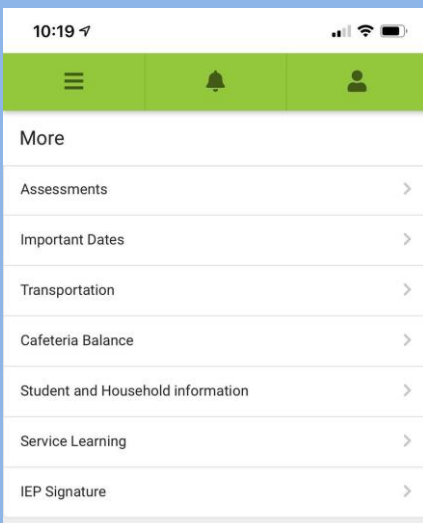 10:19
More
Assessments
Important Dates
Transportation
Cafeteria Balance
Student and Household information
Service Learning
IEP Signature